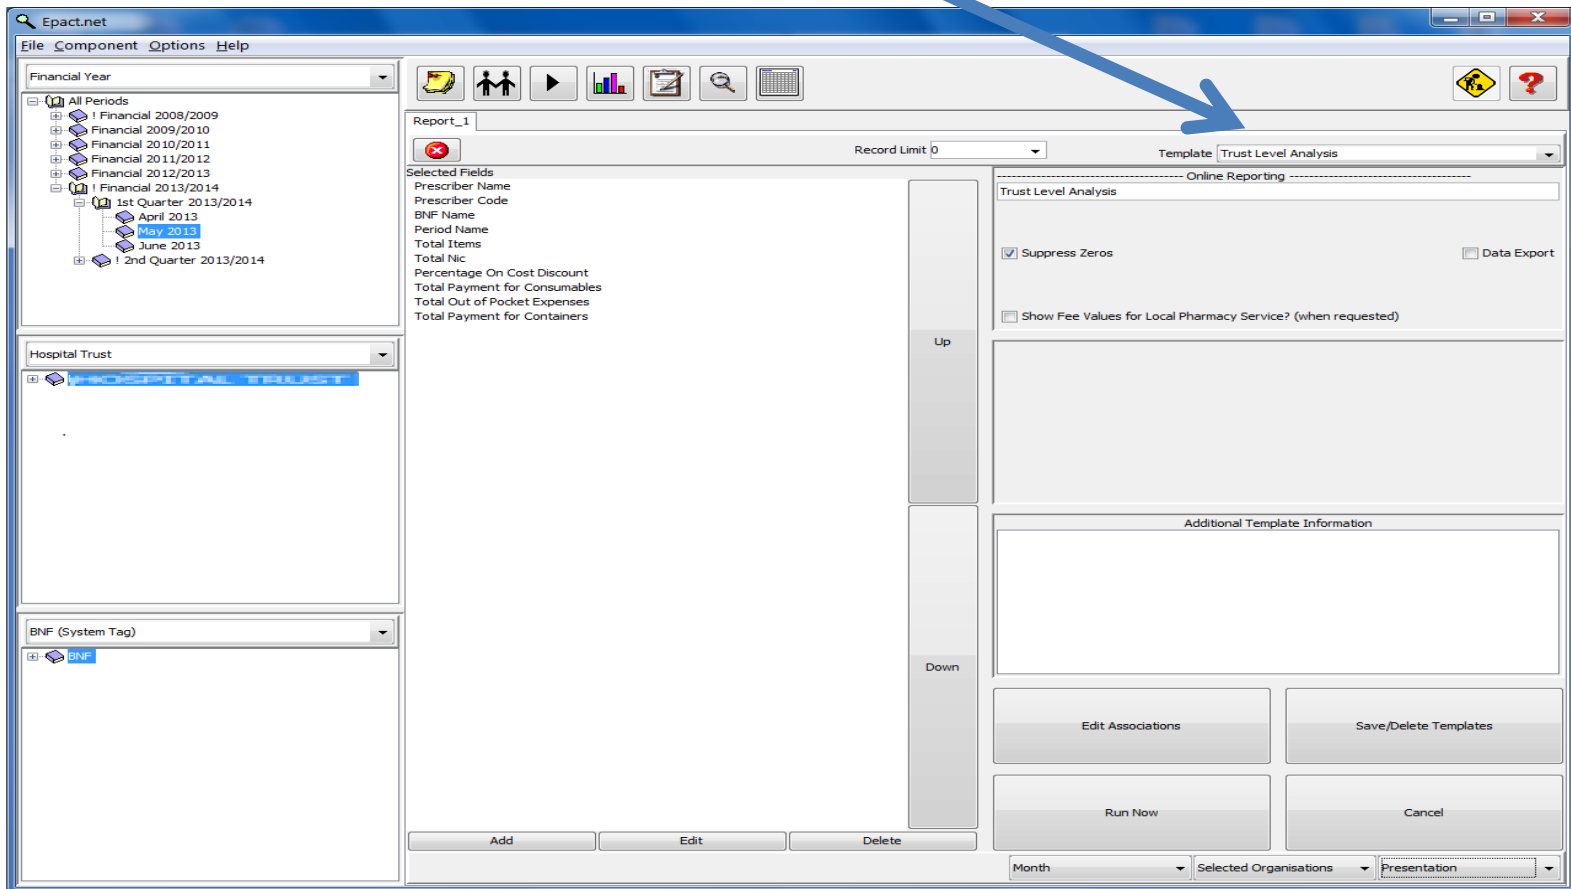 Epact.net
File Component Options Help
Financial Year
All Periods
! Financial 2008/2009
Financial 2009/2010
Financial 2010/2011
Financial 2011/2012
Financial 2012/2013
! Financial 2013/2014
1st Quarter 2013/2014
April 2013
May 2013
June 2013
! 2nd Quarter 2013/2014
Hospital Trust
HOSPITAL TRUST
BNF (System Tag)
BNF
Report_1
Record Limit 0
Template Trust Level Analysis
Selected Fields
Prescriber Name
Prescriber Code
BNF Name
Period Name
Total Items
Total Nic
Percentage On Cost Discount
Total Payment for Consumables
Total Out of Pocket Expenses
Total Payment for Containers
Up
Down
Add Edit Delete
Online Reporting
Trust Level Analysis
Suppress Zeros Data Export
Show Fee Values for Local Pharmacy Service? (when requested)
Additional Template Information
Edit Associations Save/Delete Templates
Run Now Cancel
Month Selected Organisations Presentation